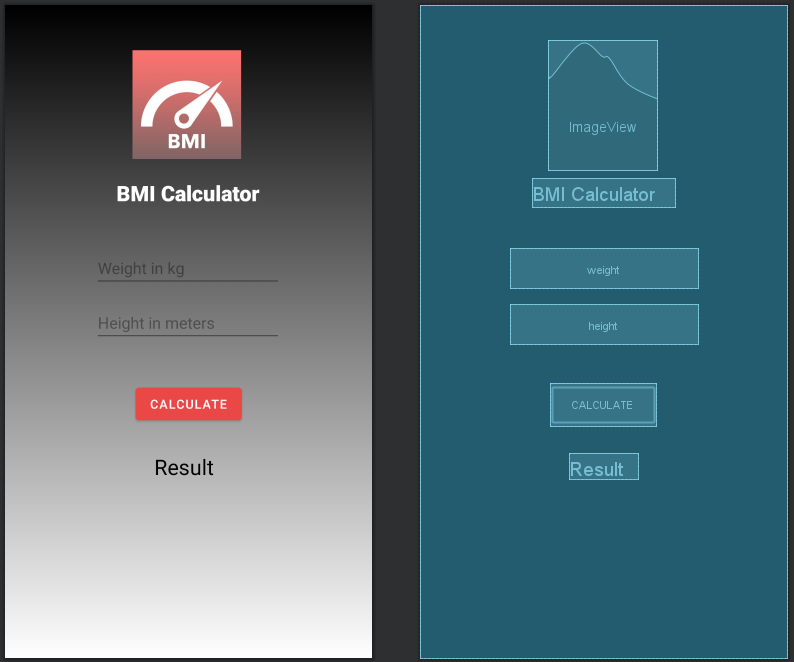 BMI
BMI Calculator
Weight in kg
Height in meters
CALCULATE
Result
ImageView
BMI Calculator
weight
height
CALCULATE
Result